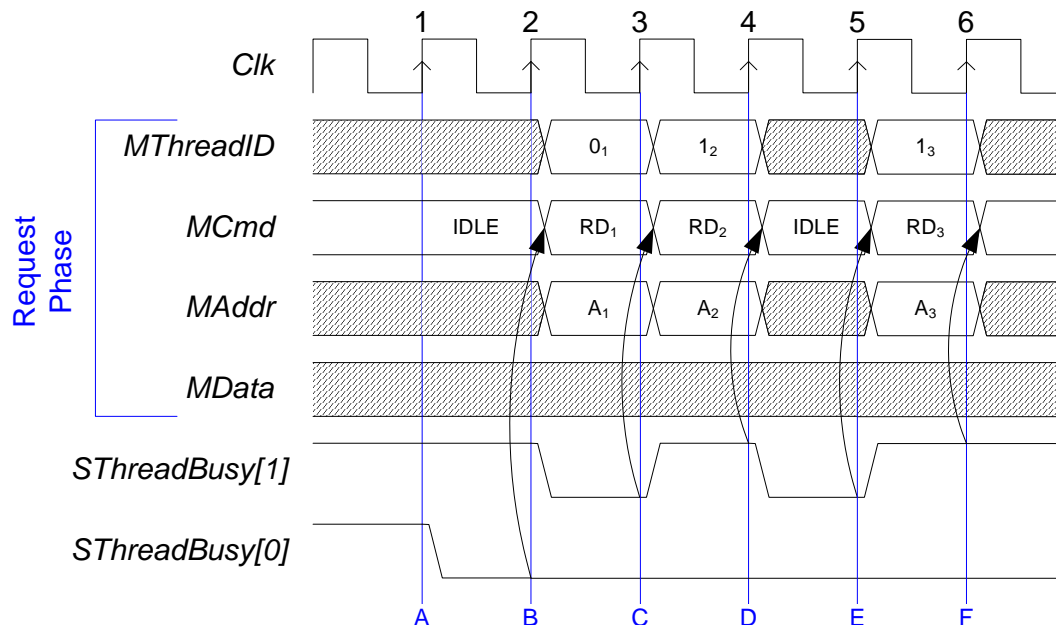 1 2 3 4 5 6
Clk
Request
Phase
MThreadID 0₁ 1₂ 1₃
MCmd IDLE RD₁ RD₂ IDLE RD₃
MAddr A₁ A₂ A₃
MData
SThreadBusy[1]
SThreadBusy[0]
A B C D E F